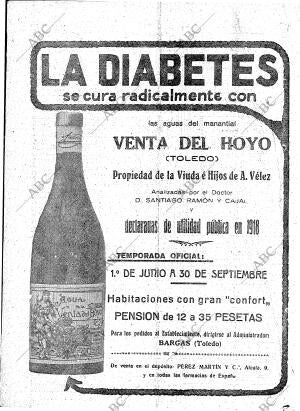 LA DIABETES
se cura radicalmente con
las aguas del manantial
VENTA DEL HOYO
(TOLEDO)
Propiedad de la Viuda é Hijos de A. Vélez
Analizadas por el Doctor
D. SANTIAGO RAMÓN Y CAJAL
y
declaradas de utilidad pública en 1918
TEMPORADA OFICIAL:
1.º DE JUNIO A 30 DE SEPTIEMBRE
Habitaciones con gran "confort"
PENSION de 12 a 35 PESETAS
Para los pedidos al Establecimiento, dirigirse al Administrador
BARGAS (Toledo)
De venta en el depósito: PÉREZ MARTÍN Y C.ª, Alcalá, 9,
y en todas las farmacias de España